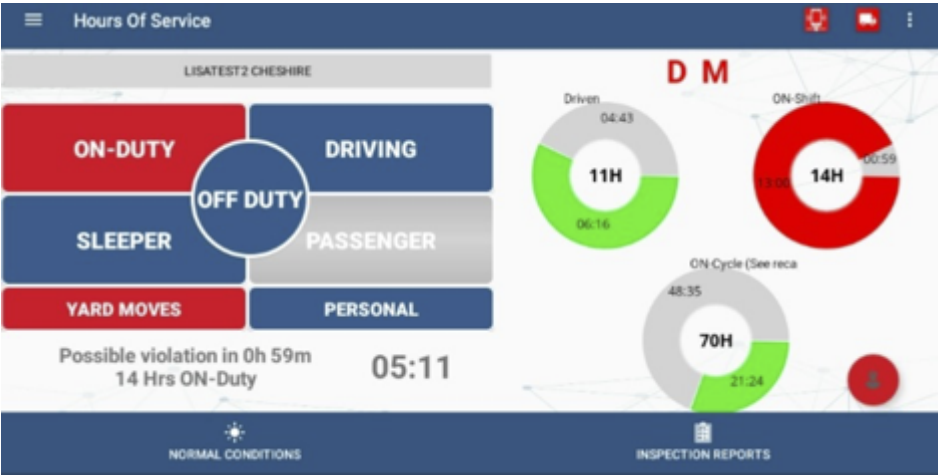 Hours Of Service
LISATEST2 CHESHIRE
D M
ON-DUTY
DRIVING
OFF DUTY
SLEEPER
PASSENGER
YARD MOVES
PERSONAL
Possible violation in 0h 59m
14 Hrs ON-Duty
05:11
Driven
04:43
11H
06:16
ON-Shift
00:59
13:00
14H
ON-Cycle (See reca
48:35
70H
21:24
NORMAL CONDITIONS
INSPECTION REPORTS